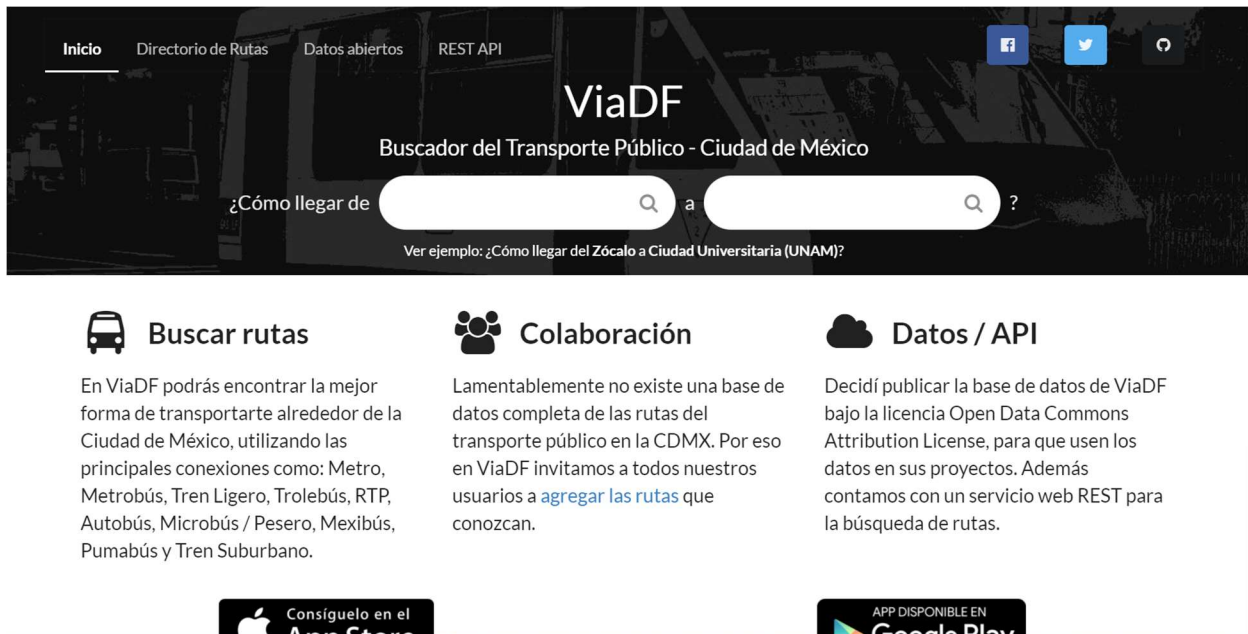 Inicio Directorio de Rutas Datos abiertos REST API
ViaDF
Buscador del Transporte Público - Ciudad de México
¿Cómo llegar de a ?
Ver ejemplo: ¿Cómo llegar del Zócalo a Ciudad Universitaria (UNAM)?
Buscar rutas
En ViaDF podrás encontrar la mejor
forma de transportarte alrededor de la
Ciudad de México, utilizando las
principales conexiones como: Metro,
Metrobús, Tren Ligero, Trolebús, RTP,
Autobús, Microbús / Pesero, Mexibús,
Pumabús y Tren Suburbano.
Colaboración
Lamentablemente no existe una base de
datos completa de las rutas del
transporte público en la CDMX. Por eso
en ViaDF invitamos a todos nuestros
usuarios a agregar las rutas que
conozcan.
Datos / API
Decidí publicar la base de datos de ViaDF
bajo la licencia Open Data Commons
Attribution License, para que usen los
datos en sus proyectos. Además
contamos con un servicio web REST para
la búsqueda de rutas.
Consíguelo en el
App Store
APP DISPONIBLE EN
Google Play